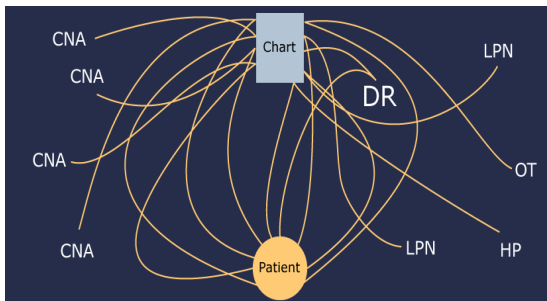 CNA
Chart
LPN
CNA
DR
CNA
OT
CNA
LPN
HP
Patient